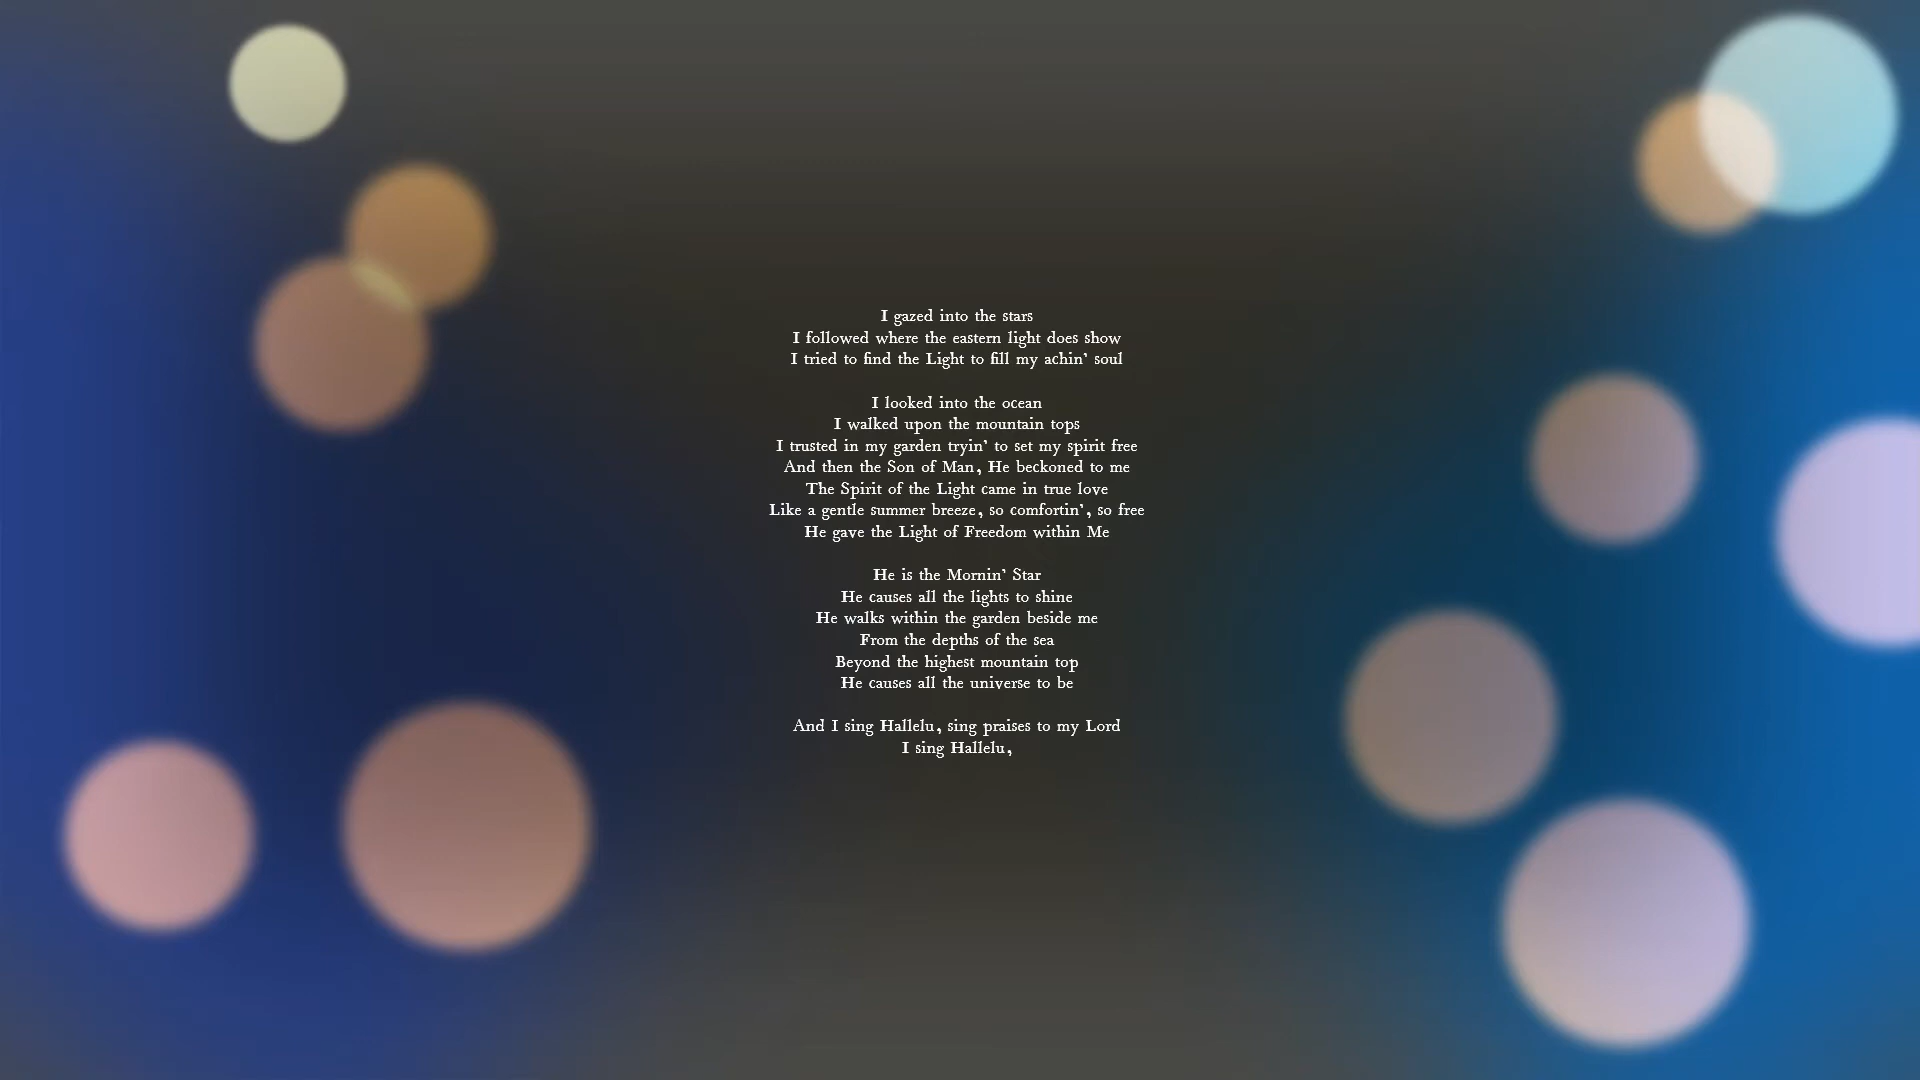 I gazed into the stars
I followed where the eastern light does show
I tried to find the Light to fill my achin’ soul
I looked into the ocean
I walked upon the mountain tops
I trusted in my garden tryin’ to set my spirit free
And then the Son of Man, He beckoned to me
The Spirit of the Light came in true love
Like a gentle summer breeze, so comfortin’, so free
He gave the Light of Freedom within Me
He is the Mornin’ Star
He causes all the lights to shine
He walks within the garden beside me
From the depths of the sea
Beyond the highest mountain top
He causes all the universe to be
And I sing Hallelu, sing praises to my Lord
I sing Hallelu,